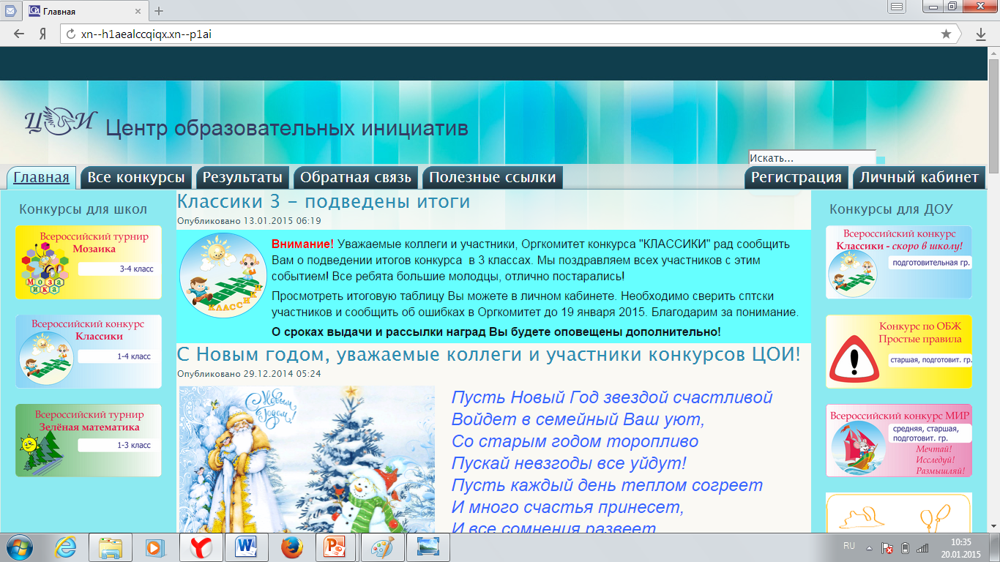 Главная
xn--h1aealccqiqx.xn--p1ai
ЦОИ Центр образовательных инициатив
Искать...
Главная Все конкурсы Результаты Обратная связь Полезные ссылки Регистрация Личный кабинет
Конкурсы для школ
Всероссийский турнир
Мозаика
3-4 класс
МОЗАИКА
Всероссийский конкурс
Классики
1-4 класс
Всероссийский турнир
Зелёная математика
1-3 класс
Классики 3 - подведены итоги
Опубликовано 13.01.2015 06:19
КЛАССИКИ
Внимание! Уважаемые коллеги и участники, Оргкомитет конкурса "КЛАССИКИ" рад сообщить
Вам о подведении итогов конкурса в 3 классах. Мы поздравляем всех участников с этим
событием! Все ребята большие молодцы, отлично постарались!
Просмотреть итоговую таблицу Вы можете в личном кабинете. Необходимо сверить сптски
участников и сообщить об ошибках в Оргкомитет до 19 января 2015. Благодарим за понимание.
О сроках выдачи и рассылки наград Вы будете оповещены дополнительно!
С Новым годом, уважаемые коллеги и участники конкурсов ЦОИ!
Опубликовано 29.12.2014 05:24
С Новым
Годом!
Пусть Новый Год звездой счастливой
Войдет в семейный Ваш уют,
Со старым годом торопливо
Пускай невзгоды все уйдут!
Пусть каждый день теплом согреет
И много счастья принесет,
И все сомнения развеет
Конкурсы для ДОУ
Всероссийский конкурс
Классики - скоро в школу!
подготовительная гр.
Конкурс по ОБЖ
Простые правила
старшая, подготовит. гр.
Всероссийский конкурс МИР
средняя, старшая,
подготовит. гр.
Мечтай!
Исследуй!
Размышляй!
RU
10:35
20.01.2015